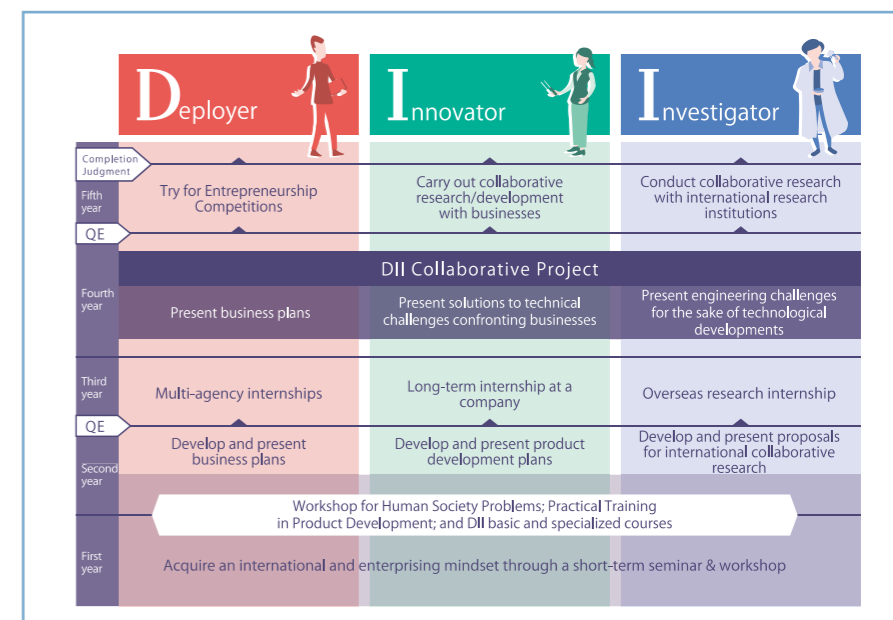 Deployer
Innovator
Investigator
Completion
Judgment
Fifth
year
Try for Entrepreneurship
Competitions
Carry out collaborative
research/development
with businesses
Conduct collaborative research
with international research
institutions
QE
DII Collaborative Project
Fourth
year
Present business plans
Present solutions to technical
challenges confronting businesses
Present engineering challenges
for the sake of technological
developments
Third
year
Multi-agency internships
Long-term internship at a
company
Overseas research internship
QE
Second
year
Develop and present
business plans
Develop and present product
development plans
Develop and present proposals
for international collaborative
research
Workshop for Human Society Problems; Practical Training
in Product Development; and DII basic and specialized courses
First
year
Acquire an international and enterprising mindset through a short-term seminar & workshop